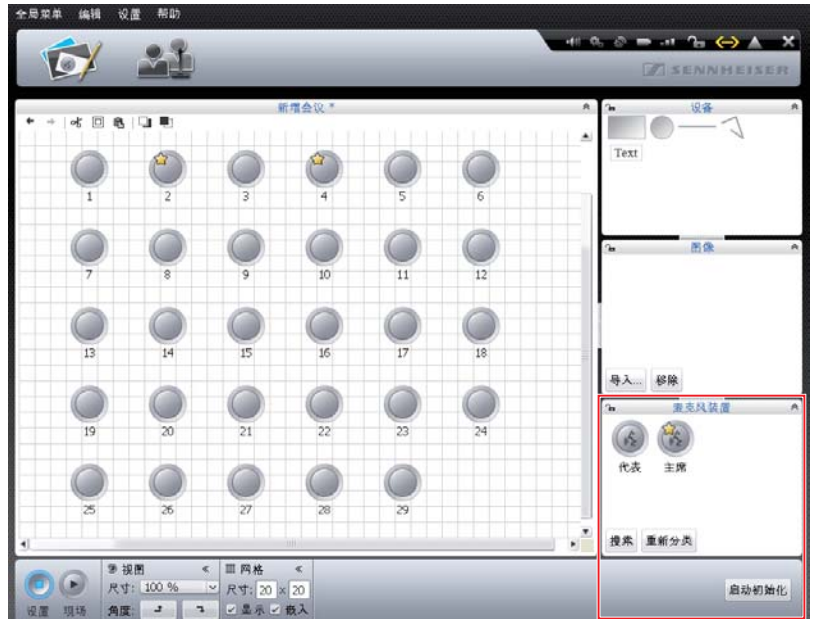 全局菜单 编辑 设置 帮助
SENNHEISER
新增会议 *
1 2 3 4 5 6
7 8 9 10 11 12
13 14 15 16 17 18
19 20 21 22 23 24
25 26 27 28 29
设备
Text
图像
导入... 移除
麦克风装置
代表 主席
搜索 重新分类
视图 网格
尺寸: 100 % 尺寸: 20 x 20
设置 现场 角度: 显示 嵌入
启动初始化